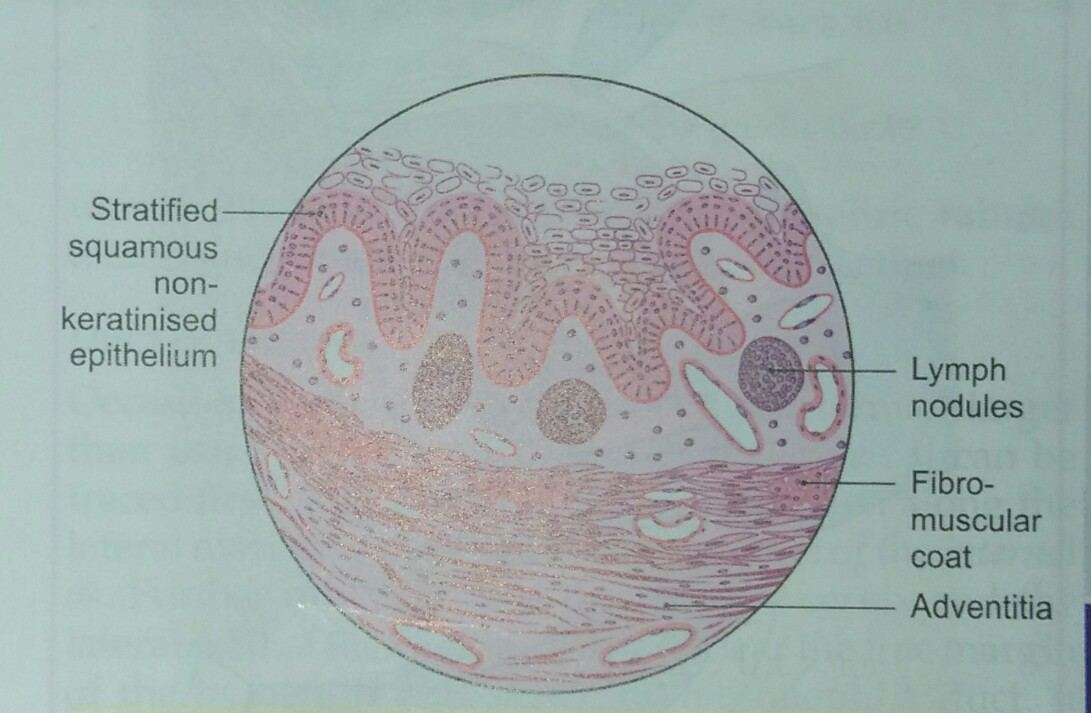 Stratified
squamous
non-
keratinised
epithelium
Lymph
nodules
Fibro-
muscular
coat
Adventitia